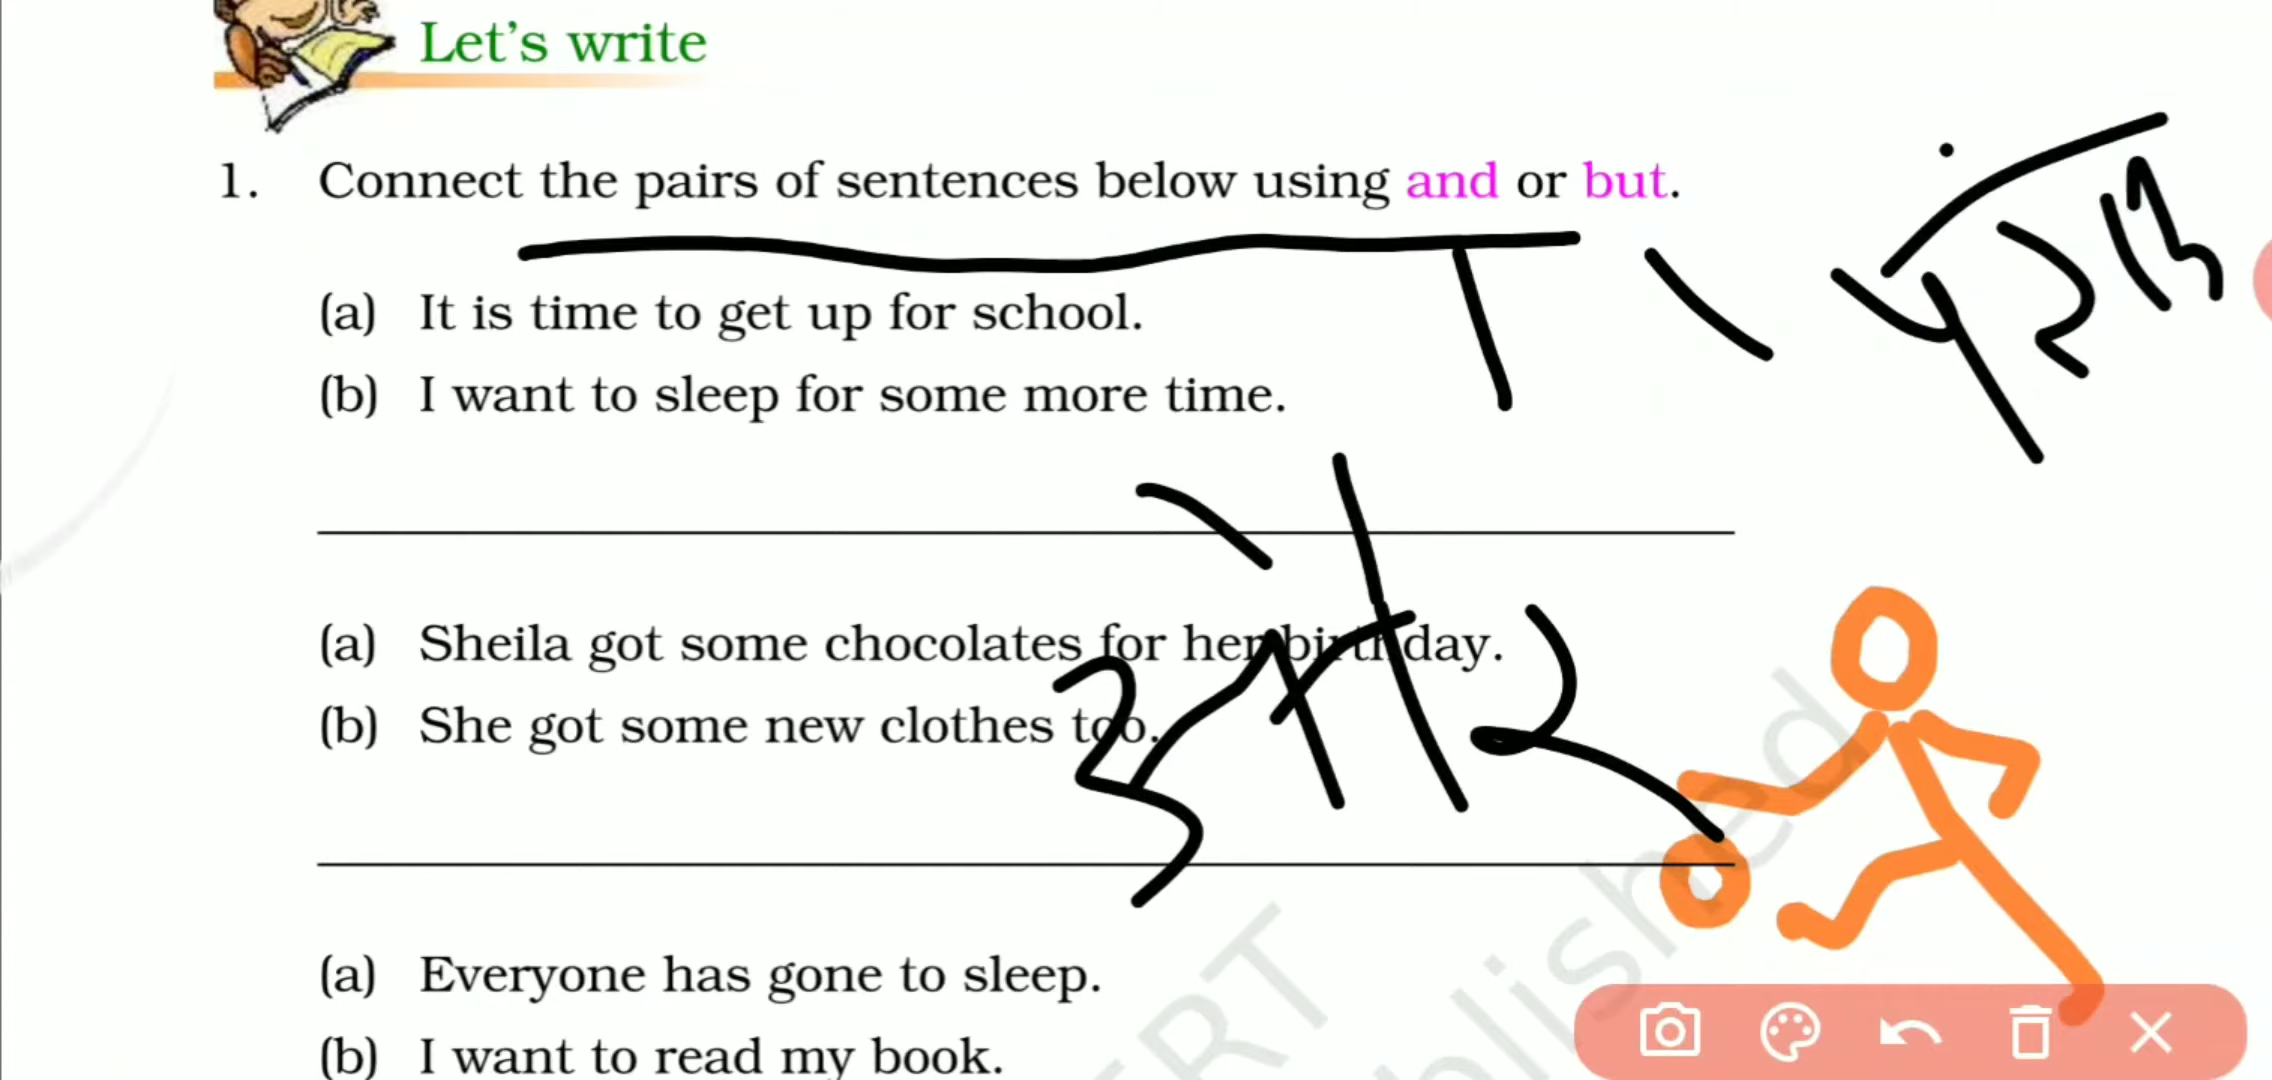 Let's write
1. Connect the pairs of sentences below using and or but.
(a) It is time to get up for school.
(b) I want to sleep for some more time.
(a) Sheila got some chocolates for her birthday.
(b) She got some new clothes too.
(a) Everyone has gone to sleep.
(b) I want to read my book.